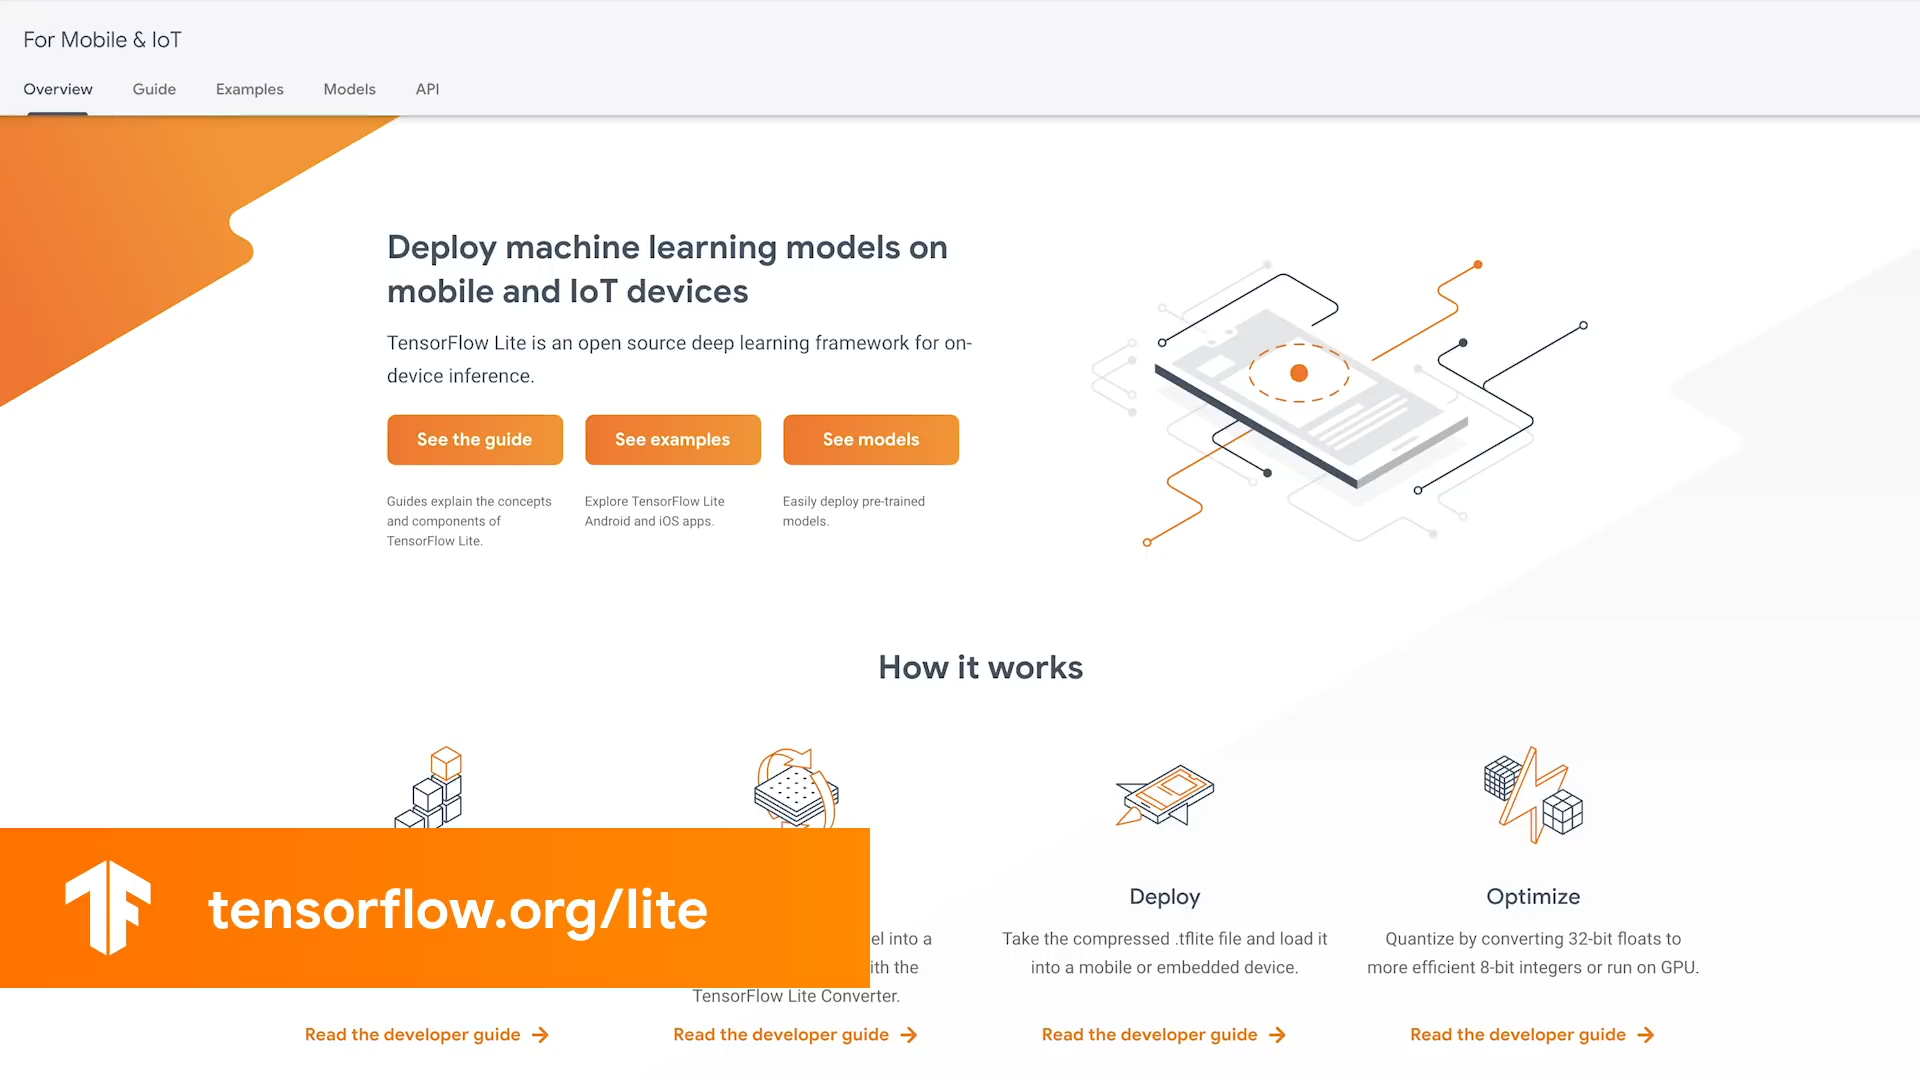 For Mobile & IoT
Overview
Guide
Examples
Models
API
Deploy machine learning models on
mobile and IoT devices
TensorFlow Lite is an open source deep learning framework for on-
device inference.
See the guide
See examples
See models
Guides explain the concepts
and components of
TensorFlow Lite.
Explore TensorFlow Lite
Android and iOS apps.
Easily deploy pre-trained
models.
How it works
tensorflow.org/lite
el into a
ith the
TensorFlow Lite Converter.
Deploy
Take the compressed .tflite file and load it
into a mobile or embedded device.
Optimize
Quantize by converting 32-bit floats to
more efficient 8-bit integers or run on GPU.
Read the developer guide
Read the developer guide
Read the developer guide
Read the developer guide